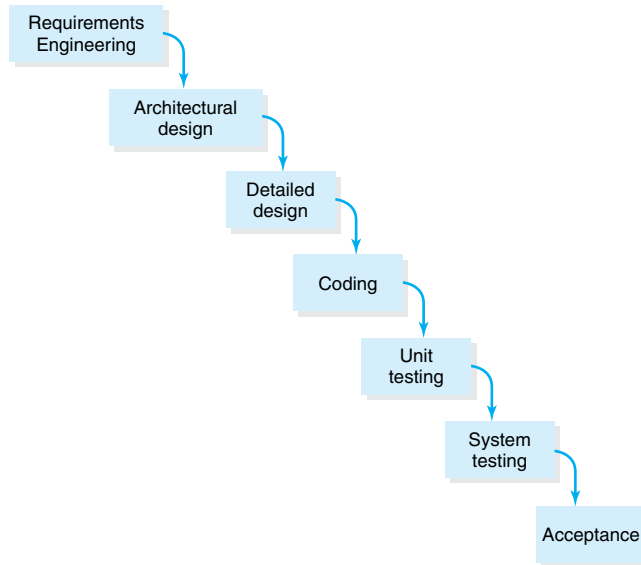 Requirements
Engineering
Architectural
design
Detailed
design
Coding
Unit
testing
System
testing
Acceptance